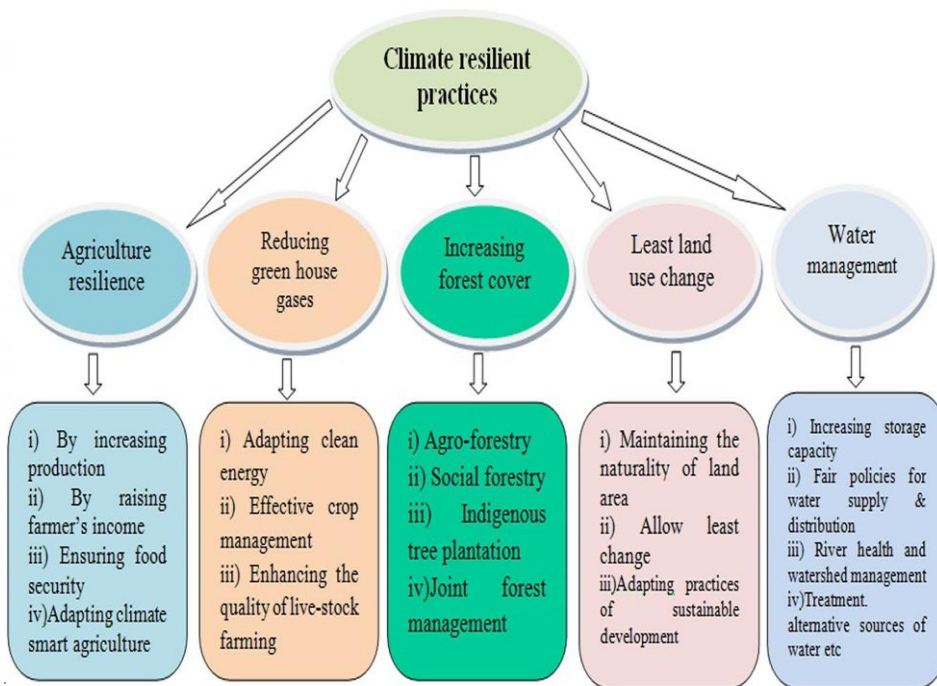 Climate resilient
practices
Agriculture
resilience
Reducing
green house
gases
Increasing
forest cover
Least land
use change
Water
management
i) By increasing
production
ii) By raising
farmer's income
iii) Ensuring food
security
iv)Adapting climate
smart agriculture
i) Adapting clean
energy
ii) Effective crop
management
iii) Enhancing the
quality of live-stock
farming
i) Agro-forestry
ii) Social forestry
iii) Indigenous
tree plantation
iv)Joint forest
management
i) Maintaining the
naturality of land
area
ii) Allow least
change
iii)Adapting practices
of sustainable
development
i) Increasing storage
capacity
ii) Fair policies for
water supply &
distribution
iii) River health and
watershed management
iv)Treatment.
alternative sources of
water etc